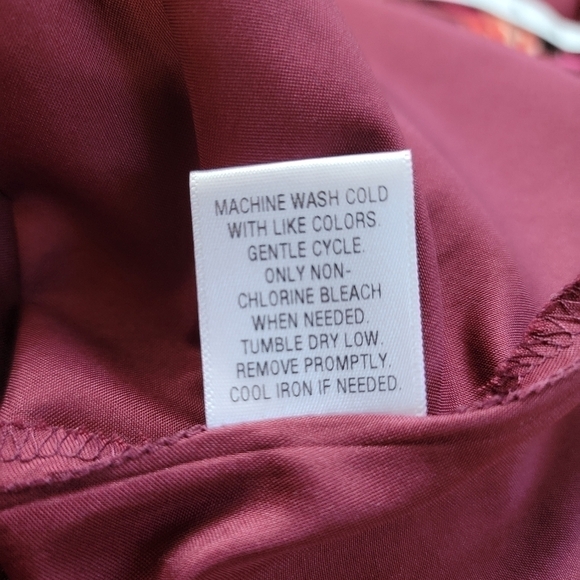 MACHINE WASH COLD
WITH LIKE COLORS.
GENTLE CYCLE.
ONLY NON-
CHLORINE BLEACH
WHEN NEEDED.
TUMBLE DRY LOW.
REMOVE PROMPTLY.
COOL IRON IF NEEDED.